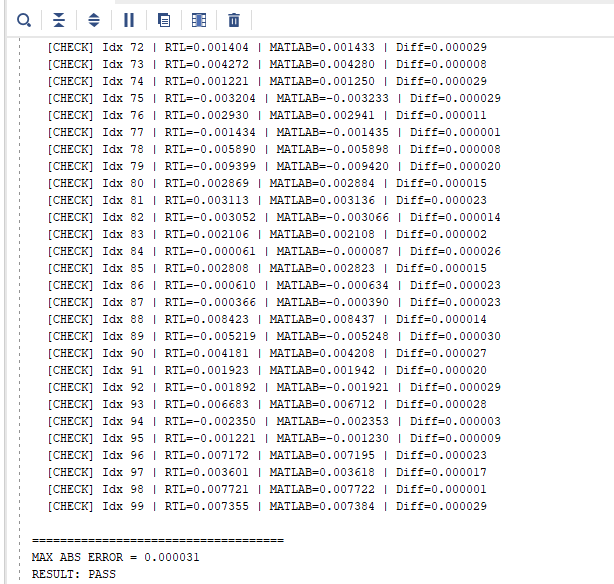 [CHECK] Idx 72 | RTL=0.001404 | MATLAB=0.001433 | Diff=0.000029
[CHECK] Idx 73 | RTL=0.004272 | MATLAB=0.004280 | Diff=0.000008
[CHECK] Idx 74 | RTL=0.001221 | MATLAB=0.001250 | Diff=0.000029
[CHECK] Idx 75 | RTL=-0.003204 | MATLAB=-0.003233 | Diff=0.000029
[CHECK] Idx 76 | RTL=0.002930 | MATLAB=0.002941 | Diff=0.000011
[CHECK] Idx 77 | RTL=-0.001434 | MATLAB=-0.001435 | Diff=0.000001
[CHECK] Idx 78 | RTL=-0.005890 | MATLAB=-0.005898 | Diff=0.000008
[CHECK] Idx 79 | RTL=-0.009399 | MATLAB=-0.009420 | Diff=0.000020
[CHECK] Idx 80 | RTL=0.002869 | MATLAB=0.002884 | Diff=0.000015
[CHECK] Idx 81 | RTL=0.003113 | MATLAB=0.003136 | Diff=0.000023
[CHECK] Idx 82 | RTL=-0.003052 | MATLAB=-0.003066 | Diff=0.000014
[CHECK] Idx 83 | RTL=0.002106 | MATLAB=0.002108 | Diff=0.000002
[CHECK] Idx 84 | RTL=-0.000061 | MATLAB=-0.000087 | Diff=0.000026
[CHECK] Idx 85 | RTL=0.002808 | MATLAB=0.002823 | Diff=0.000015
[CHECK] Idx 86 | RTL=-0.000610 | MATLAB=-0.000634 | Diff=0.000023
[CHECK] Idx 87 | RTL=-0.000366 | MATLAB=-0.000390 | Diff=0.000023
[CHECK] Idx 88 | RTL=0.008423 | MATLAB=0.008437 | Diff=0.000014
[CHECK] Idx 89 | RTL=-0.005219 | MATLAB=-0.005248 | Diff=0.000030
[CHECK] Idx 90 | RTL=0.004181 | MATLAB=0.004208 | Diff=0.000027
[CHECK] Idx 91 | RTL=0.001923 | MATLAB=0.001942 | Diff=0.000020
[CHECK] Idx 92 | RTL=-0.001892 | MATLAB=-0.001921 | Diff=0.000029
[CHECK] Idx 93 | RTL=0.006683 | MATLAB=0.006712 | Diff=0.000028
[CHECK] Idx 94 | RTL=-0.002350 | MATLAB=-0.002353 | Diff=0.000003
[CHECK] Idx 95 | RTL=-0.001221 | MATLAB=-0.001230 | Diff=0.000009
[CHECK] Idx 96 | RTL=0.007172 | MATLAB=0.007195 | Diff=0.000023
[CHECK] Idx 97 | RTL=0.003601 | MATLAB=0.003618 | Diff=0.000017
[CHECK] Idx 98 | RTL=0.007721 | MATLAB=0.007722 | Diff=0.000001
[CHECK] Idx 99 | RTL=0.007355 | MATLAB=0.007384 | Diff=0.000029
====================================
MAX ABS ERROR = 0.000031
RESULT: PASS